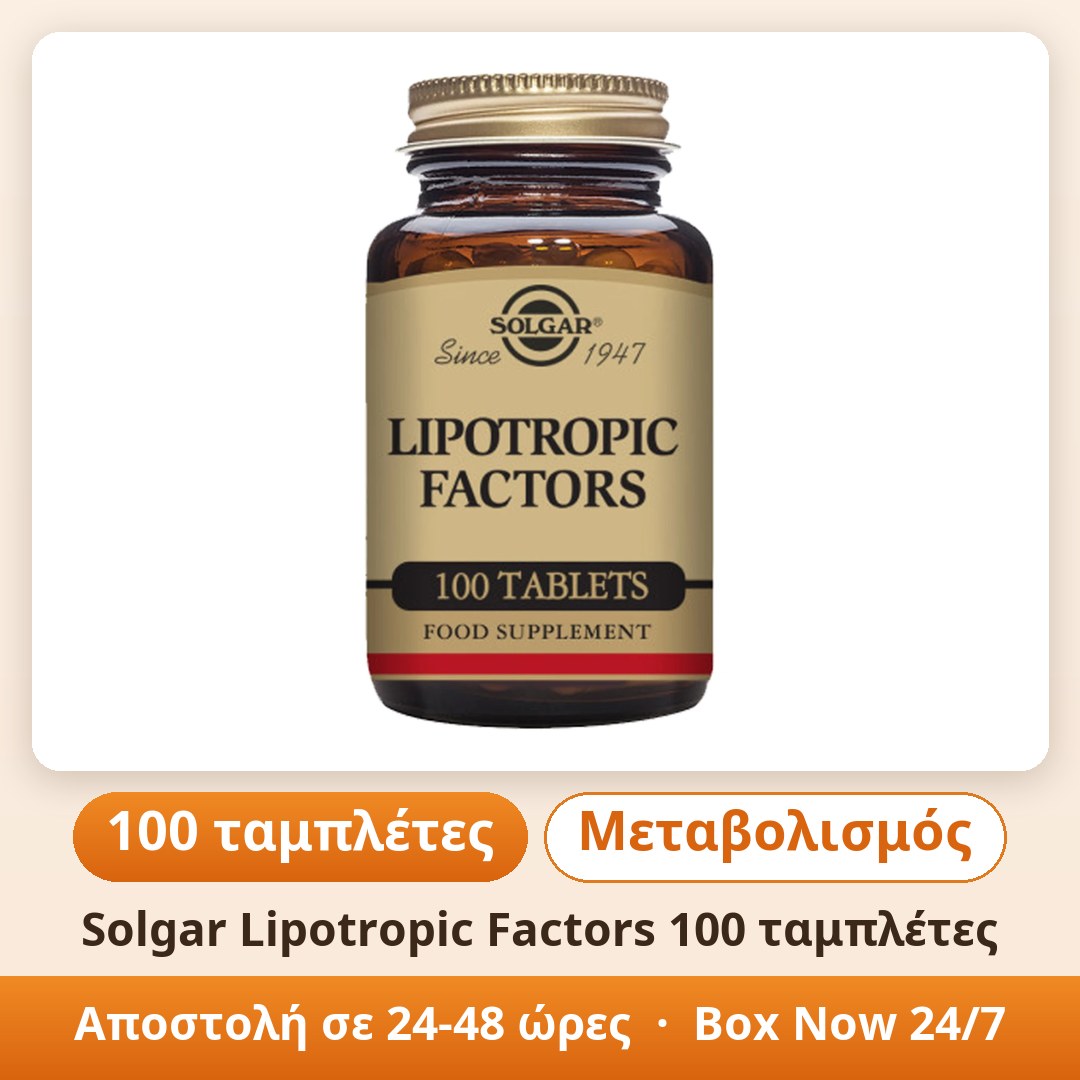 SOLGAR®
Since 1947
LIPOTROPIC
FACTORS
100 TABLETS
FOOD SUPPLEMENT
100 ταμπλέτες
Μεταβολισμός
Solgar Lipotropic Factors 100 ταμπλέτες
Αποστολή σε 24-48 ώρες · Box Now 24/7